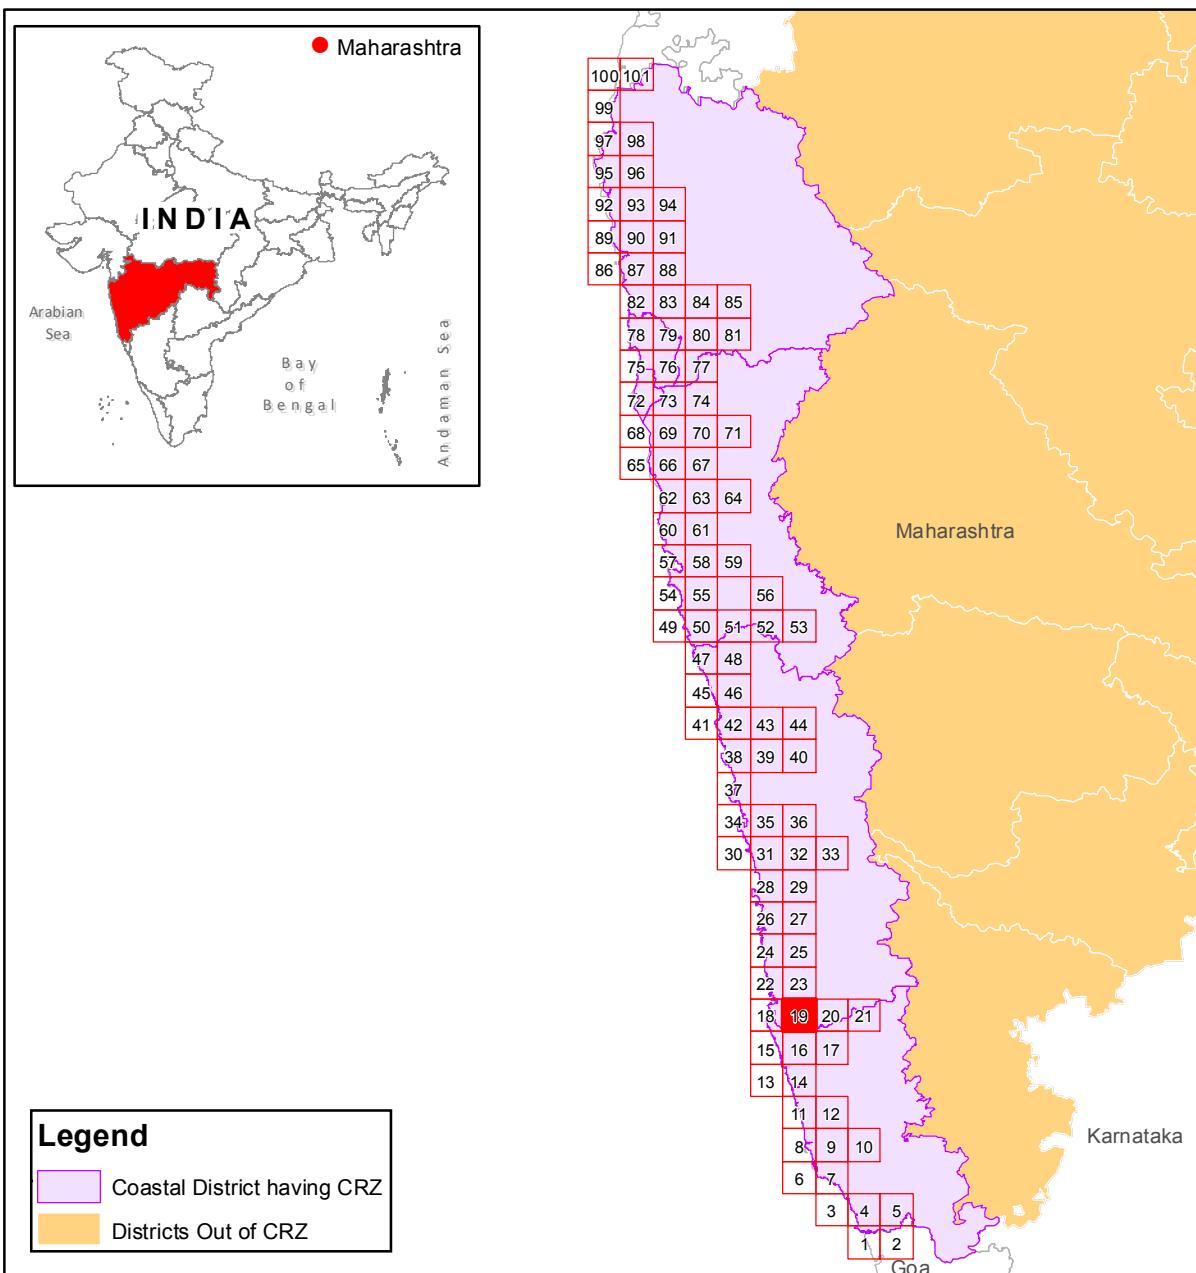 Maharashtra
INDIA
Arabian
Sea
Bay
of
Bengal
Andaman Sea
100 101
99
97 98
95 96
92 93 94
89 90 91
86 87 88
82 83 84 85
78 79 80 81
75 76 77
72 73 74
68 69 70 71
65 66 67
62 63 64
60 61
Maharashtra
57 58 59
54 55 56
49 50 51 52 53
47 48
45 46
41 42 43 44
38 39 40
37
34 35 36
30 31 32 33
28 29
26 27
24 25
22 23
18 19 20 21
15 16 17
13 14
11 12
Karnataka
8 9 10
6 7
3 4 5
1 2
Goa
Legend
Coastal District having CRZ
Districts Out of CRZ